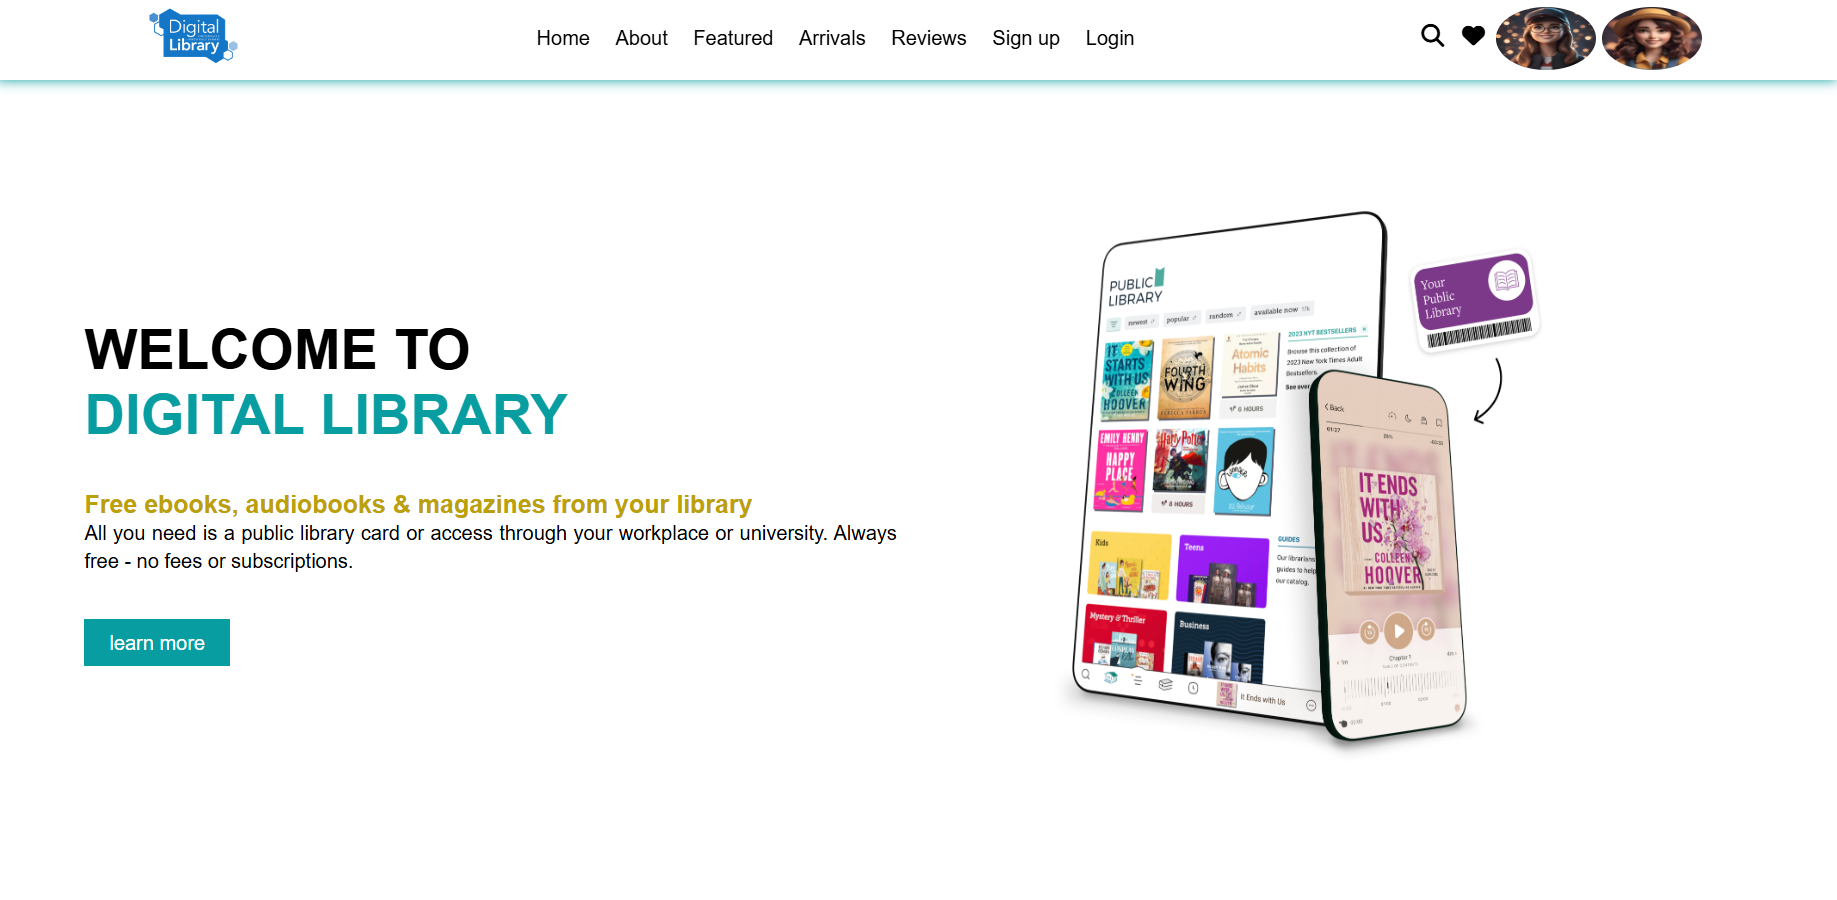 Digital
Library
Home About Featured Arrivals Reviews Sign up Login
WELCOME TO
DIGITAL LIBRARY
Free ebooks, audiobooks & magazines from your library
All you need is a public library card or access through your workplace or university. Always
free - no fees or subscriptions.
learn more
PUBLIC
LIBRARY
newest popular random available now
2023 NYT BESTSELLERS
Browse this collection of
2023 New York Times Adult
Bestsellers.
See ever
IT
STARTS
WITH US
COLLEEN
HOOVER
FOURTH
WING
Atomic
Habits
6 HOURS
EMILY HENRY
HAPPY
PLACE
Harry Potter
8 HOURS
Kids
Teens
GUIDES
Our librarians
guides to help
our catalog.
Mystery & Thriller
Business
It Ends with Us
Your
Public
Library
Back
01:27
IT ENDS
WITH
US
COLLEEN
HOOVER
Chapter 1